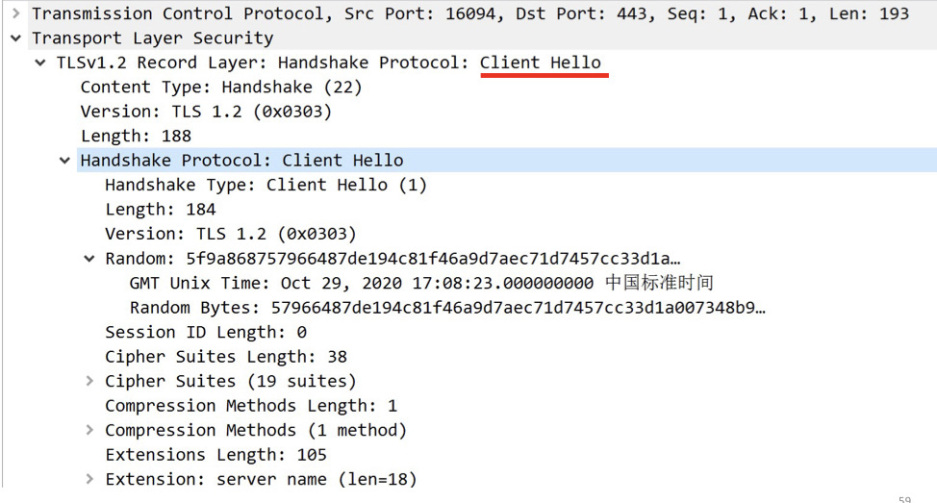 Transmission Control Protocol, Src Port: 16094, Dst Port: 443, Seq: 1, Ack: 1, Len: 193
Transport Layer Security
TLSv1.2 Record Layer: Handshake Protocol: Client Hello
Content Type: Handshake (22)
Version: TLS 1.2 (0x0303)
Length: 188
Handshake Protocol: Client Hello
Handshake Type: Client Hello (1)
Length: 184
Version: TLS 1.2 (0x0303)
Random: 5f9a868757966487de194c81f46a9d7aec71d7457cc33d1a…
GMT Unix Time: Oct 29, 2020 17:08:23.000000000 中国标准时间
Random Bytes: 57966487de194c81f46a9d7aec71d7457cc33d1a007348b9…
Session ID Length: 0
Cipher Suites Length: 38
Cipher Suites (19 suites)
Compression Methods Length: 1
Compression Methods (1 method)
Extensions Length: 105
Extension: server name (len=18)
59